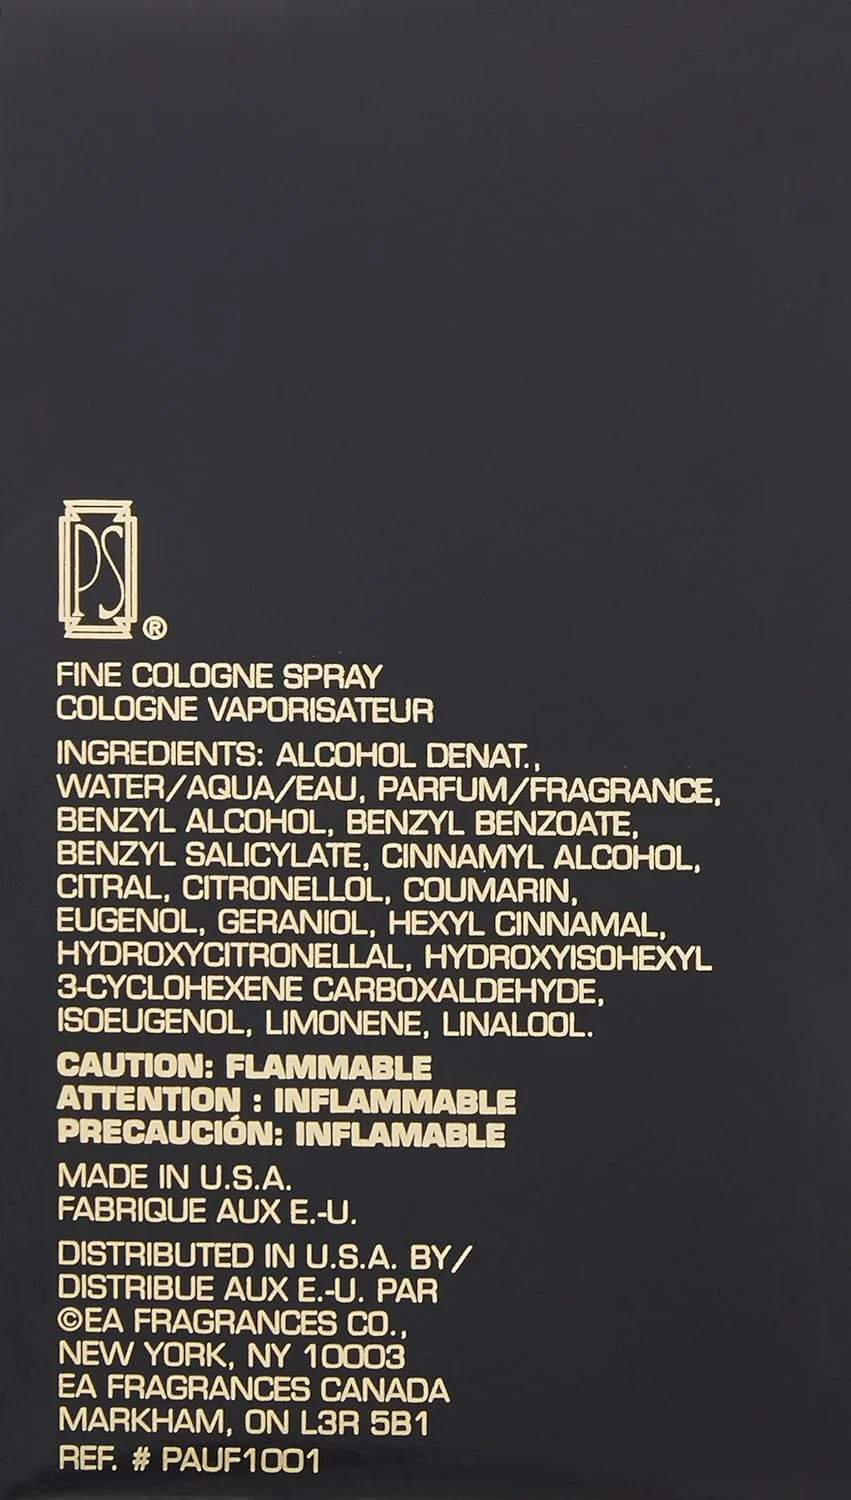 PS®
FINE COLOGNE SPRAY
COLOGNE VAPORISATEUR
INGREDIENTS: ALCOHOL DENAT.,
WATER/AQUA/EAU, PARFUM/FRAGRANCE,
BENZYL ALCOHOL, BENZYL BENZOATE,
BENZYL SALICYLATE, CINNAMYL ALCOHOL,
CITRAL, CITRONELLOL, COUMARIN,
EUGENOL, GERANIOL, HEXYL CINNAMAL,
HYDROXYCITRONELLAL, HYDROXYISOHEXYL
3-CYCLOHEXENE CARBOXALDEHYDE,
ISOEUGENOL, LIMONENE, LINALOOL.
CAUTION: FLAMMABLE
ATTENTION : INFLAMMABLE
PRECAUCIÓN: INFLAMABLE
MADE IN U.S.A.
FABRIQUE AUX E.-U.
DISTRIBUTED IN U.S.A. BY/
DISTRIBUE AUX E.-U. PAR
©EA FRAGRANCES CO.,
NEW YORK, NY 10003
EA FRAGRANCES CANADA
MARKHAM, ON L3R 5B1
REF. # PAUF1001